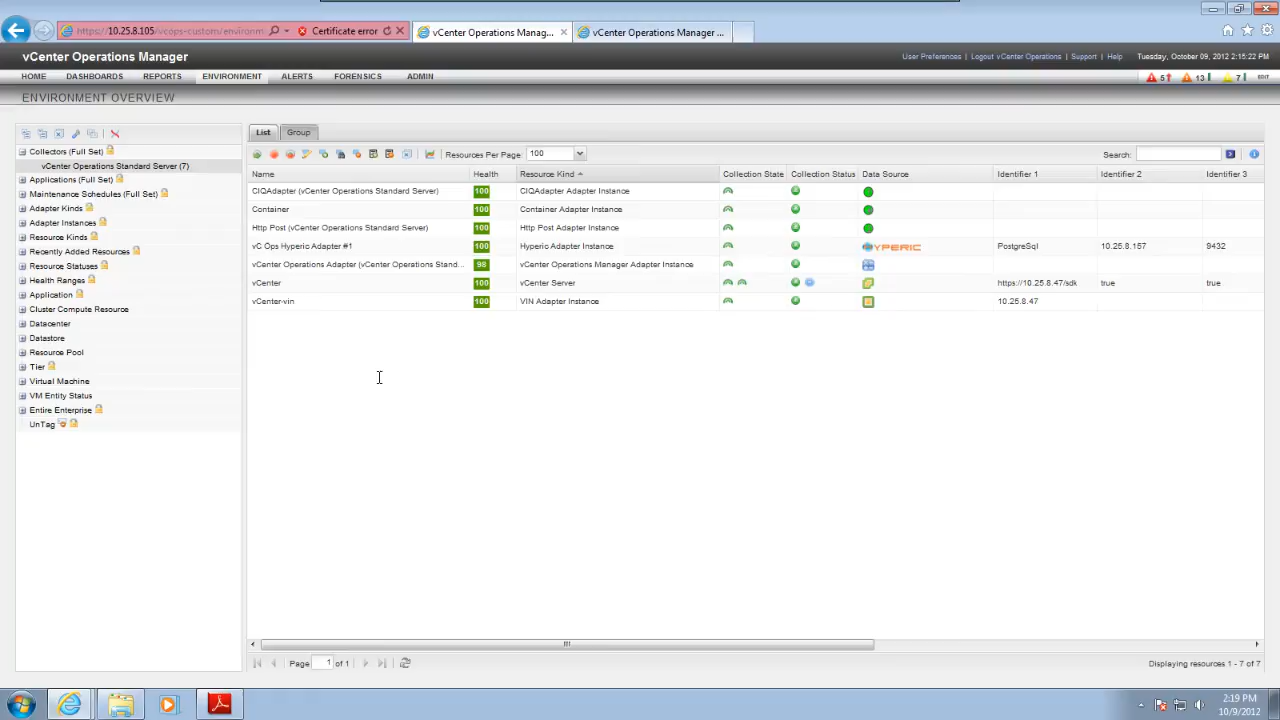 https://10.25.8.105/vcops-custom/environm
Certificate error
vCenter Operations Manag...
vCenter Operations Manager ...
vCenter Operations Manager
User Preferences | Logout vCenter Operations | Support | Help
Tuesday, October 09, 2012 2:15:22 PM
HOME DASHBOARDS REPORTS ENVIRONMENT ALERTS FORENSICS ADMIN
5 13 7 EDIT
ENVIRONMENT OVERVIEW
Collectors (Full Set)
vCenter Operations Standard Server (7)
Applications (Full Set)
Maintenance Schedules (Full Set)
Adapter Kinds
Adapter Instances
Resource Kinds
Recently Added Resources
Resource Statuses
Health Ranges
Application
Cluster Compute Resource
Datacenter
Datastore
Resource Pool
Tier
Virtual Machine
VM Entity Status
Entire Enterprise
UnTag
List Group
Resources Per Page: 100
Search:
Name Health Resource Kind Collection State Collection Status Data Source Identifier 1 Identifier 2 Identifier 3
CIQAdapter (vCenter Operations Standard Server) 100 CIQAdapter Adapter Instance
Container 100 Container Adapter Instance
Http Post (vCenter Operations Standard Server) 100 Http Post Adapter Instance
vC Ops Hyperic Adapter #1 100 Hyperic Adapter Instance HYPERIC PostgreSql 10.25.8.157 9432
vCenter Operations Adapter (vCenter Operations Stand... 98 vCenter Operations Manager Adapter Instance
vCenter 100 vCenter Server https://10.25.8.47/sdk true true
vCenter-vin 100 VIN Adapter Instance 10.25.8.47
Page 1 of 1
Displaying resources 1 - 7 of 7
2:19 PM
10/9/2012